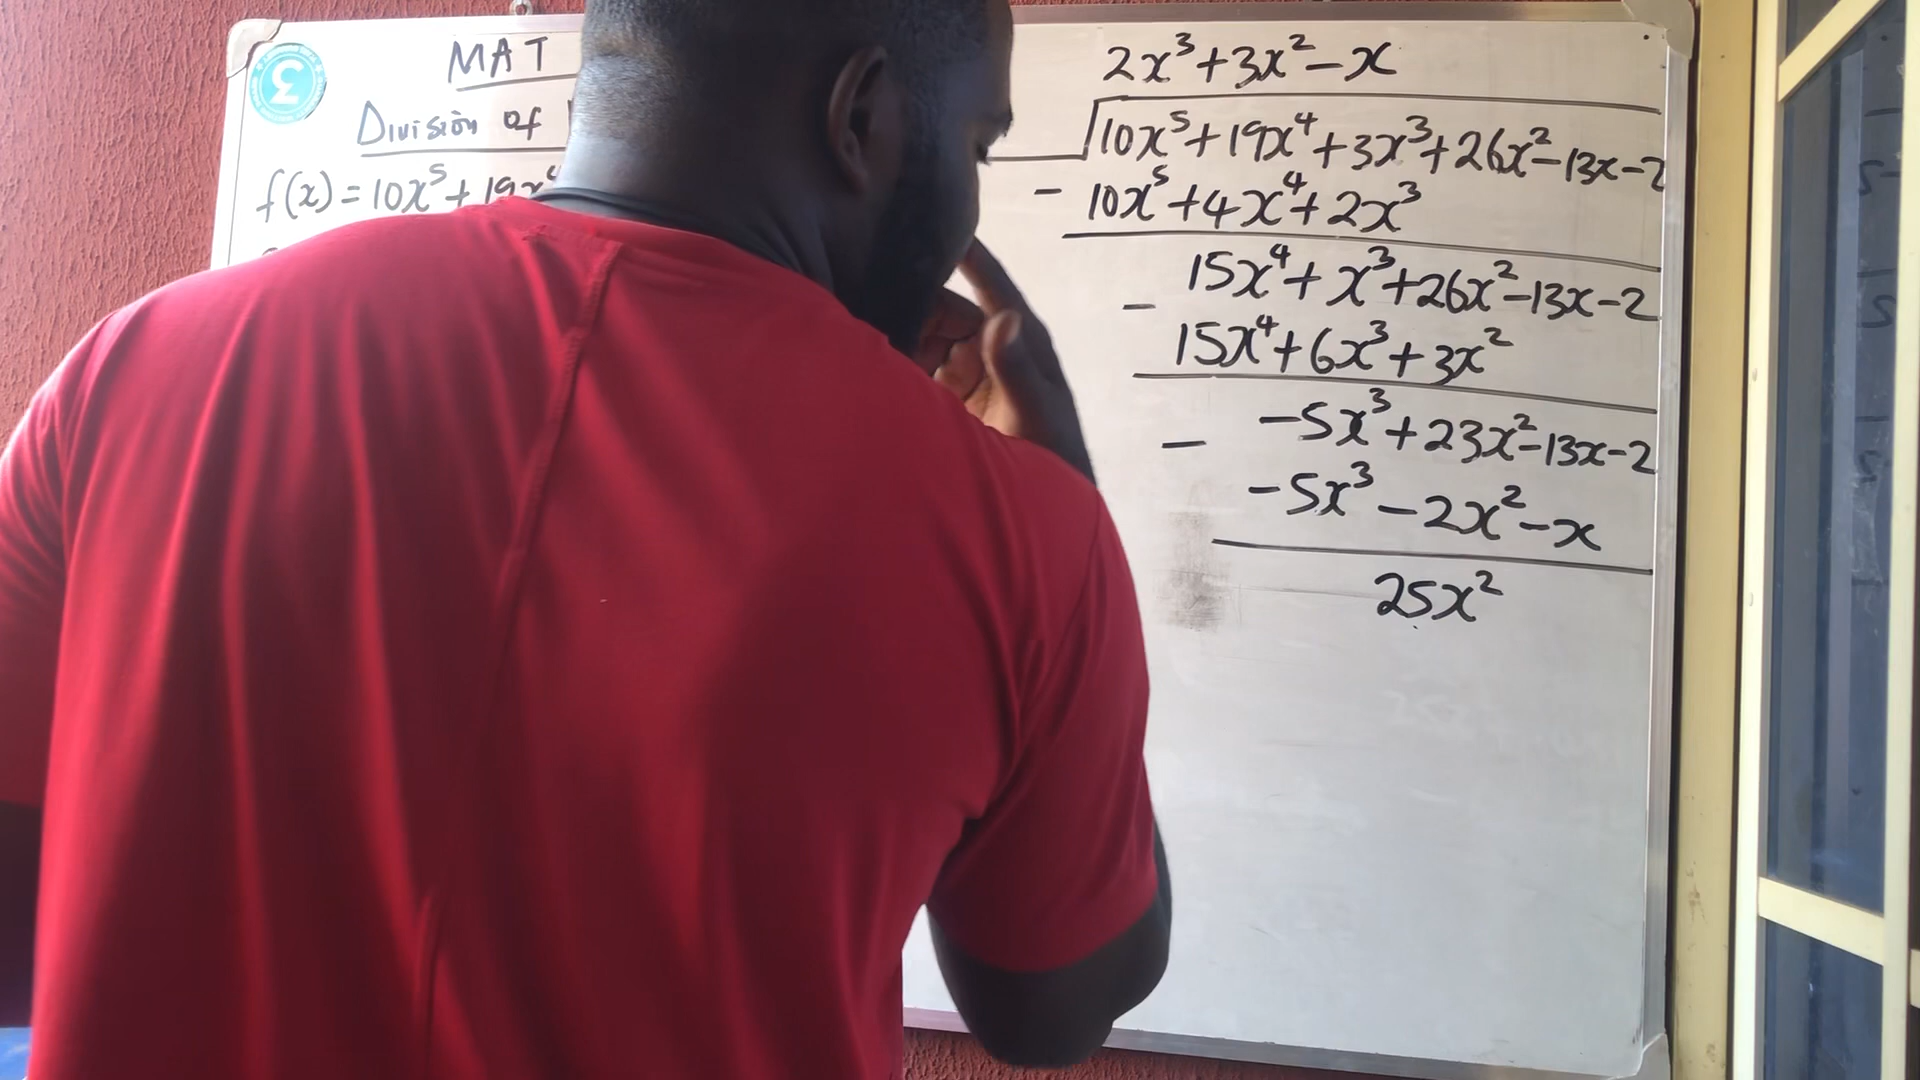 MAT
Division of
f(x) = 10x⁵ + 19x⁴
2x³ + 3x² - x
10x⁵ + 19x⁴ + 3x³ + 26x² - 13x - 2
- 10x⁵ + 4x⁴ + 2x³
15x⁴ + x³ + 26x² - 13x - 2
- 15x⁴ + 6x³ + 3x²
-5x³ + 23x² - 13x - 2
- -5x³ - 2x² - x
25x²